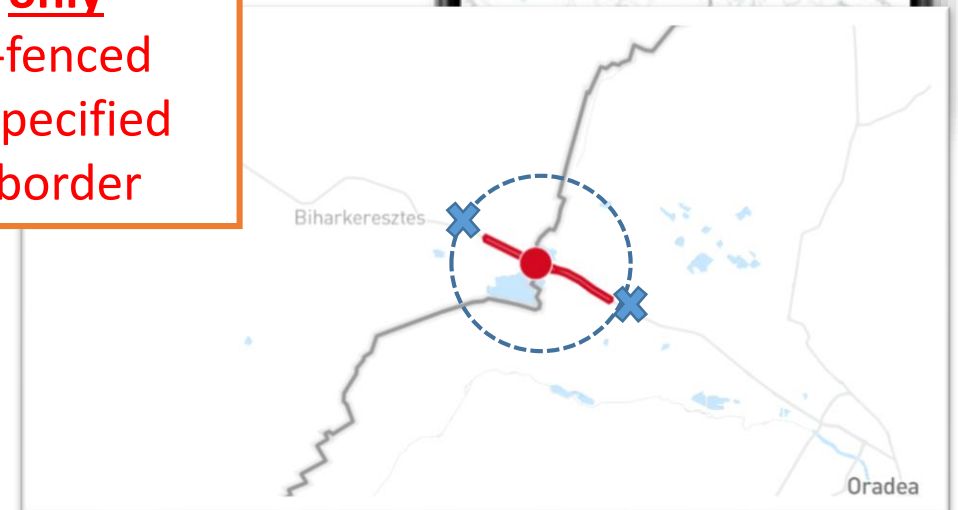 only
-fenced
pecified
border
Biharkeresztes
Oradea